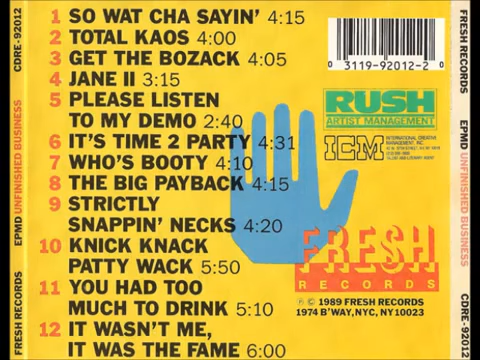 1 SO WAT CHA SAYIN' 4:15
2 TOTAL KAOS 4:00
3 GET THE BOZACK 4:05
4 JANE II 3:15
5 PLEASE LISTEN
TO MY DEMO 2:40
6 IT'S TIME 2 PARTY 4:31
7 WHO'S BOOTY 4:10
8 THE BIG PAYBACK 4:15
9 STRICTLY
SNAPPIN' NECKS 4:20
10 KNICK KNACK
PATTY WACK 5:50
11 YOU HAD TOO
MUCH TO DRINK 5:10
12 IT WASN'T ME,
IT WAS THE FAME 6:00
0 3119-92012-2 0
RUSH
ARTIST MANAGEMENT
ICM
INTERNATIONAL CREATIVE
MANAGEMENT, INC.
FRESH
RECORDS
℗ © 1989 FRESH RECORDS
1974 B'WAY, NYC, NY 10023
FRESH RECORDS EPMD UNFINISHED BUSINESS CDRE-92012
FRESH RECORDS EPMD UNFINISHED BUSINESS CDRE-92012